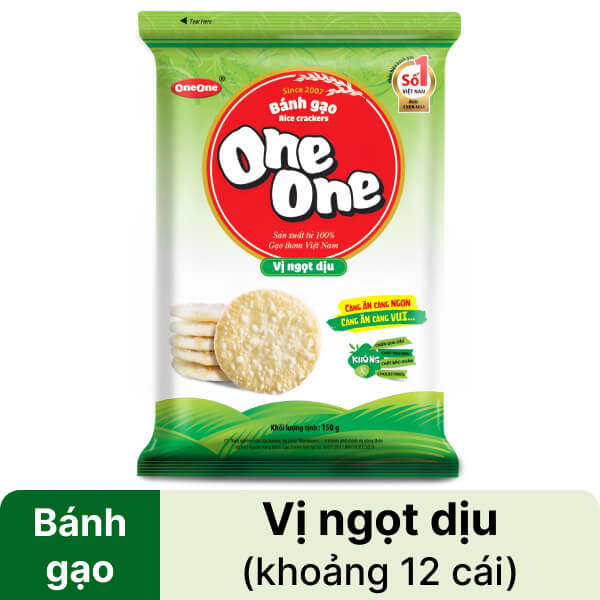 Tear Here
OneOne®
Since 2007
Bánh gạo
Rice crackers
One
One
Sản xuất từ 100%
Gạo thơm Việt Nam
Vị ngọt dịu
Số 1
VIỆT NAM
CÀNG ĂN CÀNG NGON
CÀNG ĂN CÀNG VUI...
KHÔNG
Khối lượng tịnh: 150 g
Bánh
gạo
Vị ngọt dịu
(khoảng 12 cái)